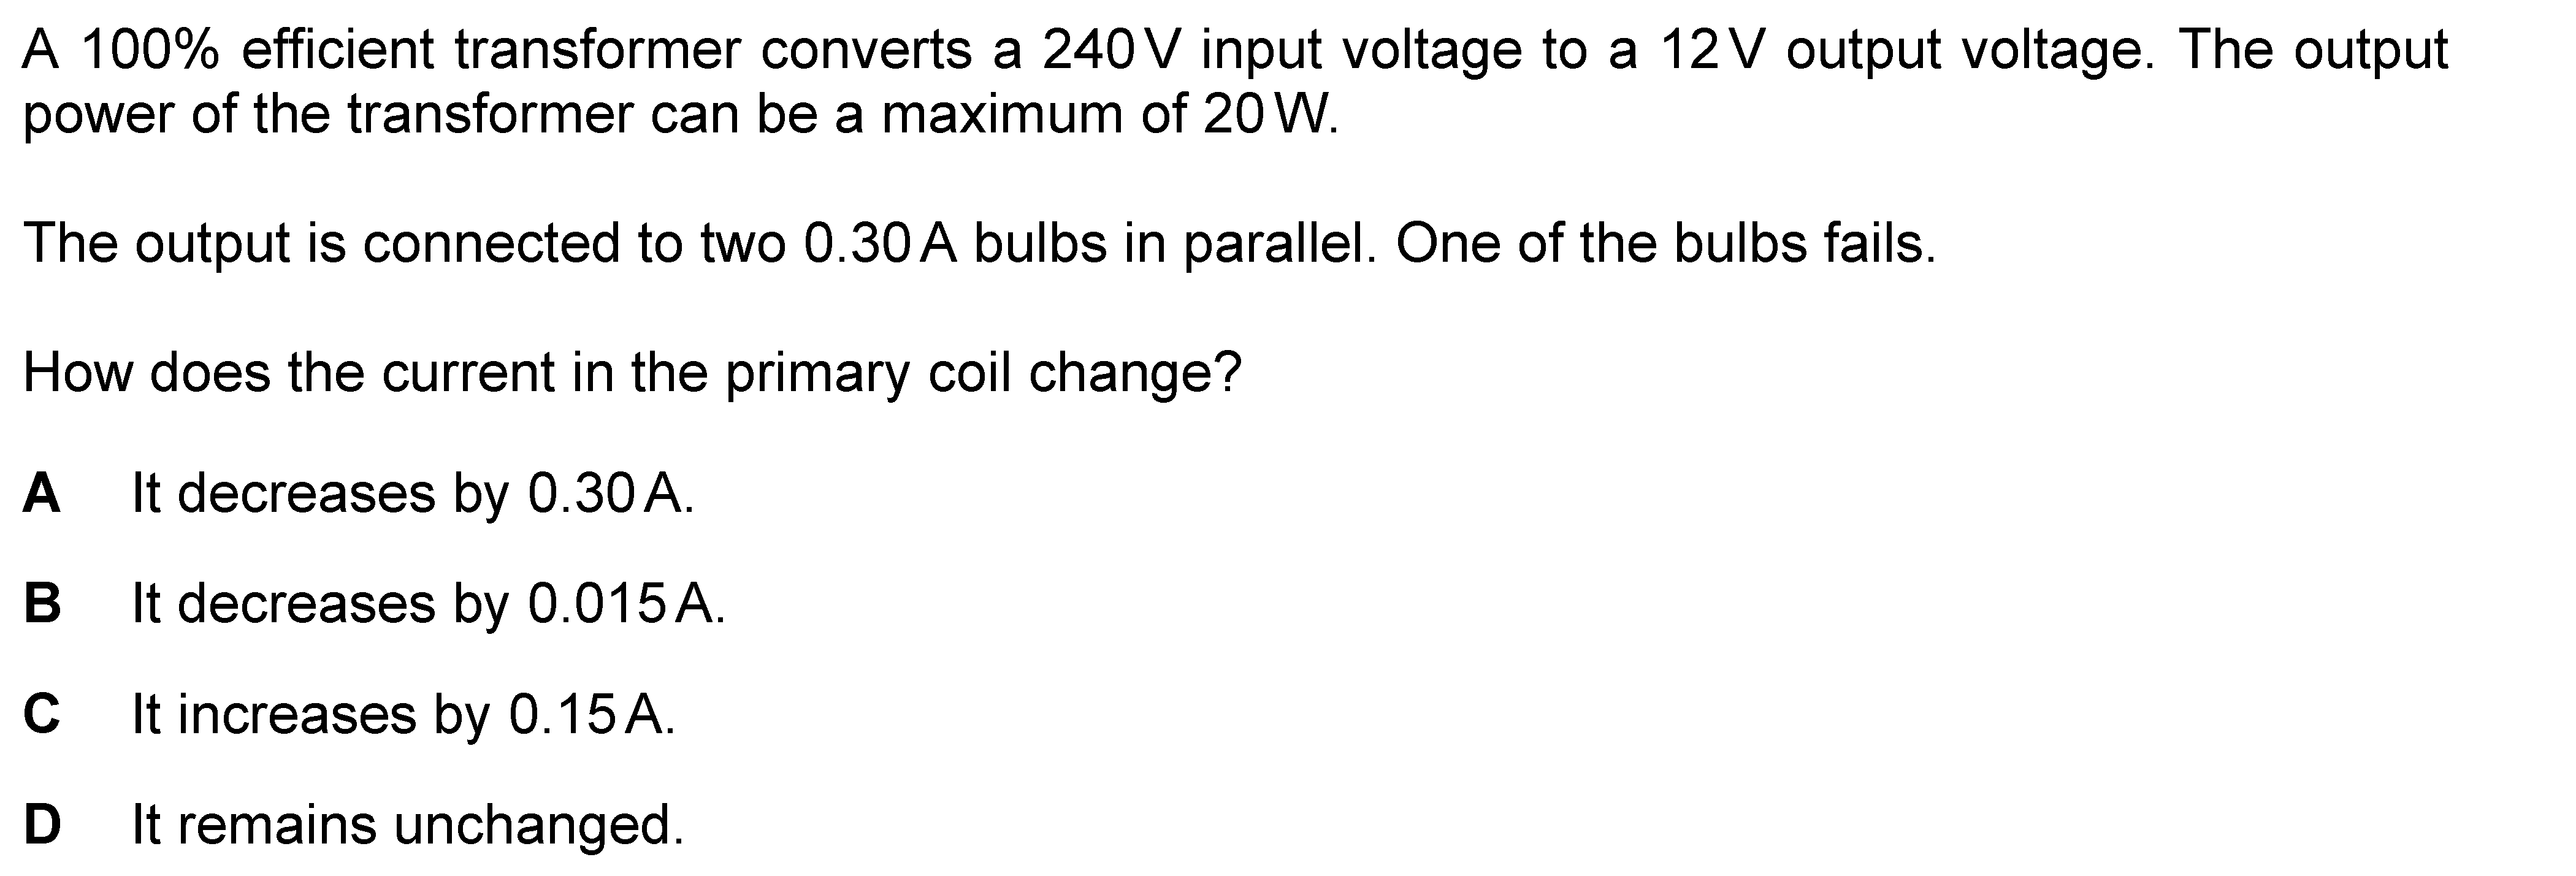 A 100% efficient transformer converts a 240 V input voltage to a 12 V output voltage. The output
power of the transformer can be a maximum of 20 W.
The output is connected to two 0.30 A bulbs in parallel. One of the bulbs fails.
How does the current in the primary coil change?
A It decreases by 0.30 A.
B It decreases by 0.015 A.
C It increases by 0.15 A.
D It remains unchanged.